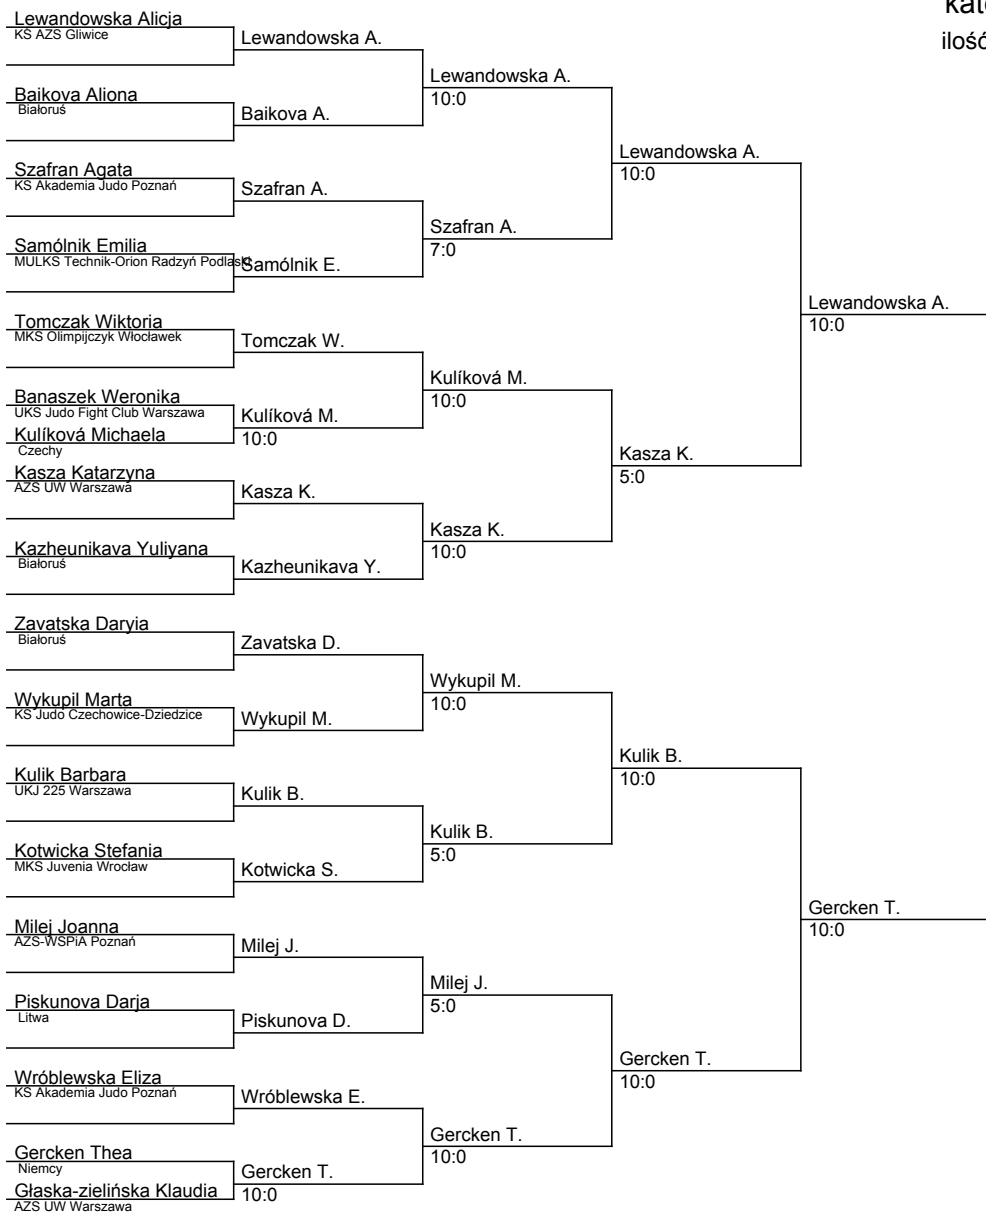 kat
ilość
Lewandowska Alicja
KS AZS Gliwice
Baikova Aliona
Białoruś
Szafran Agata
KS Akademia Judo Poznań
Samólnik Emilia
MULKS Technik-Orion Radzyń Podlaski
Tomczak Wiktoria
MKS Olimpijczyk Włocławek
Banaszek Weronika
UKS Judo Fight Club Warszawa
Kulíková Michaela
Czechy
Kasza Katarzyna
AZS UW Warszawa
Kazheunikava Yuliyana
Białoruś
Zavatska Daryia
Białoruś
Wykupil Marta
KS Judo Czechowice-Dziedzice
Kulik Barbara
UKJ 225 Warszawa
Kotwicka Stefania
MKS Juvenia Wrocław
Milej Joanna
AZS-WSPiA Poznań
Piskunova Darja
Litwa
Wróblewska Eliza
KS Akademia Judo Poznań
Gercken Thea
Niemcy
Głaska-zielińska Klaudia
AZS UW Warszawa
Lewandowska A.
Baikova A.
Szafran A.
Samólnik E.
Tomczak W.
Kulíková M.
10:0
Kasza K.
Kazheunikava Y.
Zavatska D.
Wykupil M.
Kulik B.
Kotwicka S.
Milej J.
Piskunova D.
Wróblewska E.
Gercken T.
10:0
Lewandowska A.
10:0
Szafran A.
7:0
Kulíková M.
10:0
Kasza K.
10:0
Wykupil M.
10:0
Kulik B.
5:0
Milej J.
5:0
Gercken T.
10:0
Lewandowska A.
10:0
Kasza K.
5:0
Kulik B.
10:0
Gercken T.
10:0
Lewandowska A.
10:0
Gercken T.
10:0